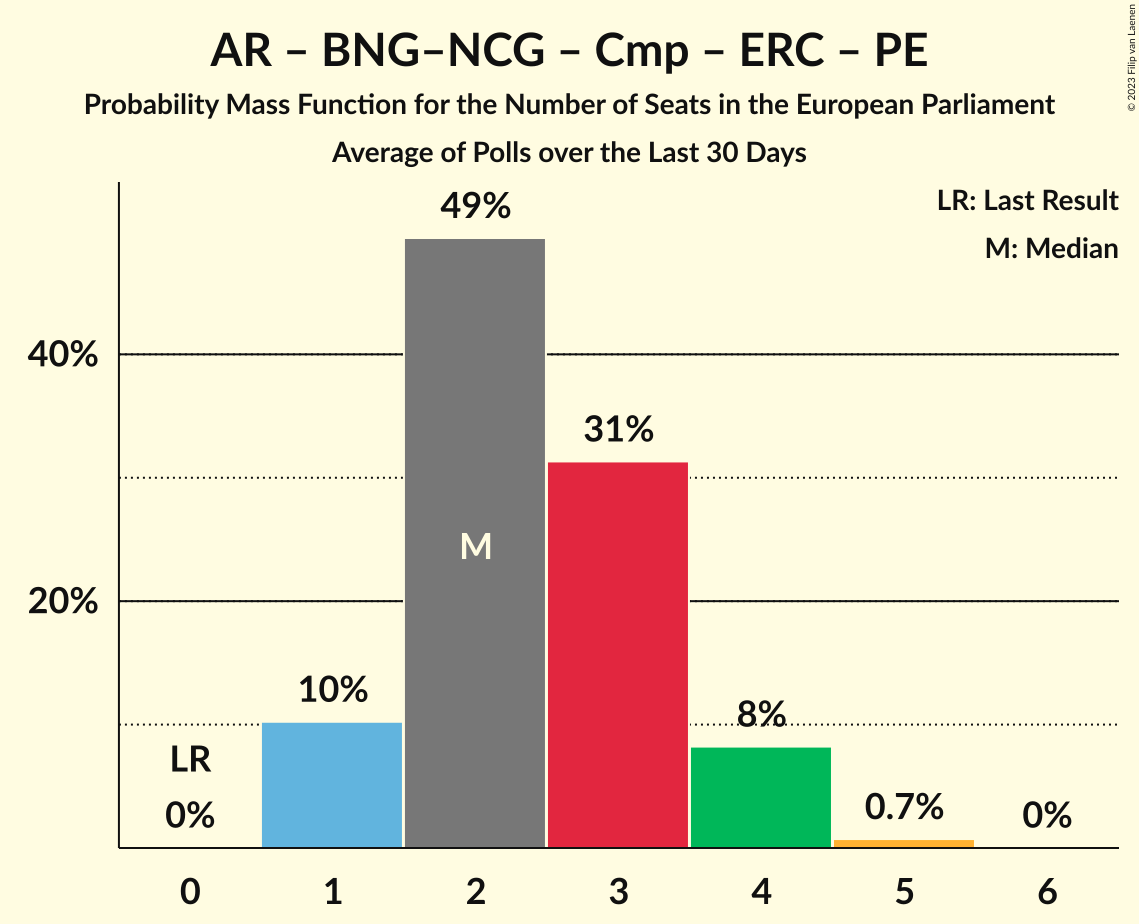 AR – BNG–NCG – Cmp – ERC – PE
Probability Mass Function for the Number of Seats in the European Parliament
Average of Polls over the Last 30 Days
© 2023 Filip van Laenen
LR: Last Result
M: Median
49%
40%
31%
M
20%
10%
8%
LR
0%
0.7%
0%
0 1 2 3 4 5 6